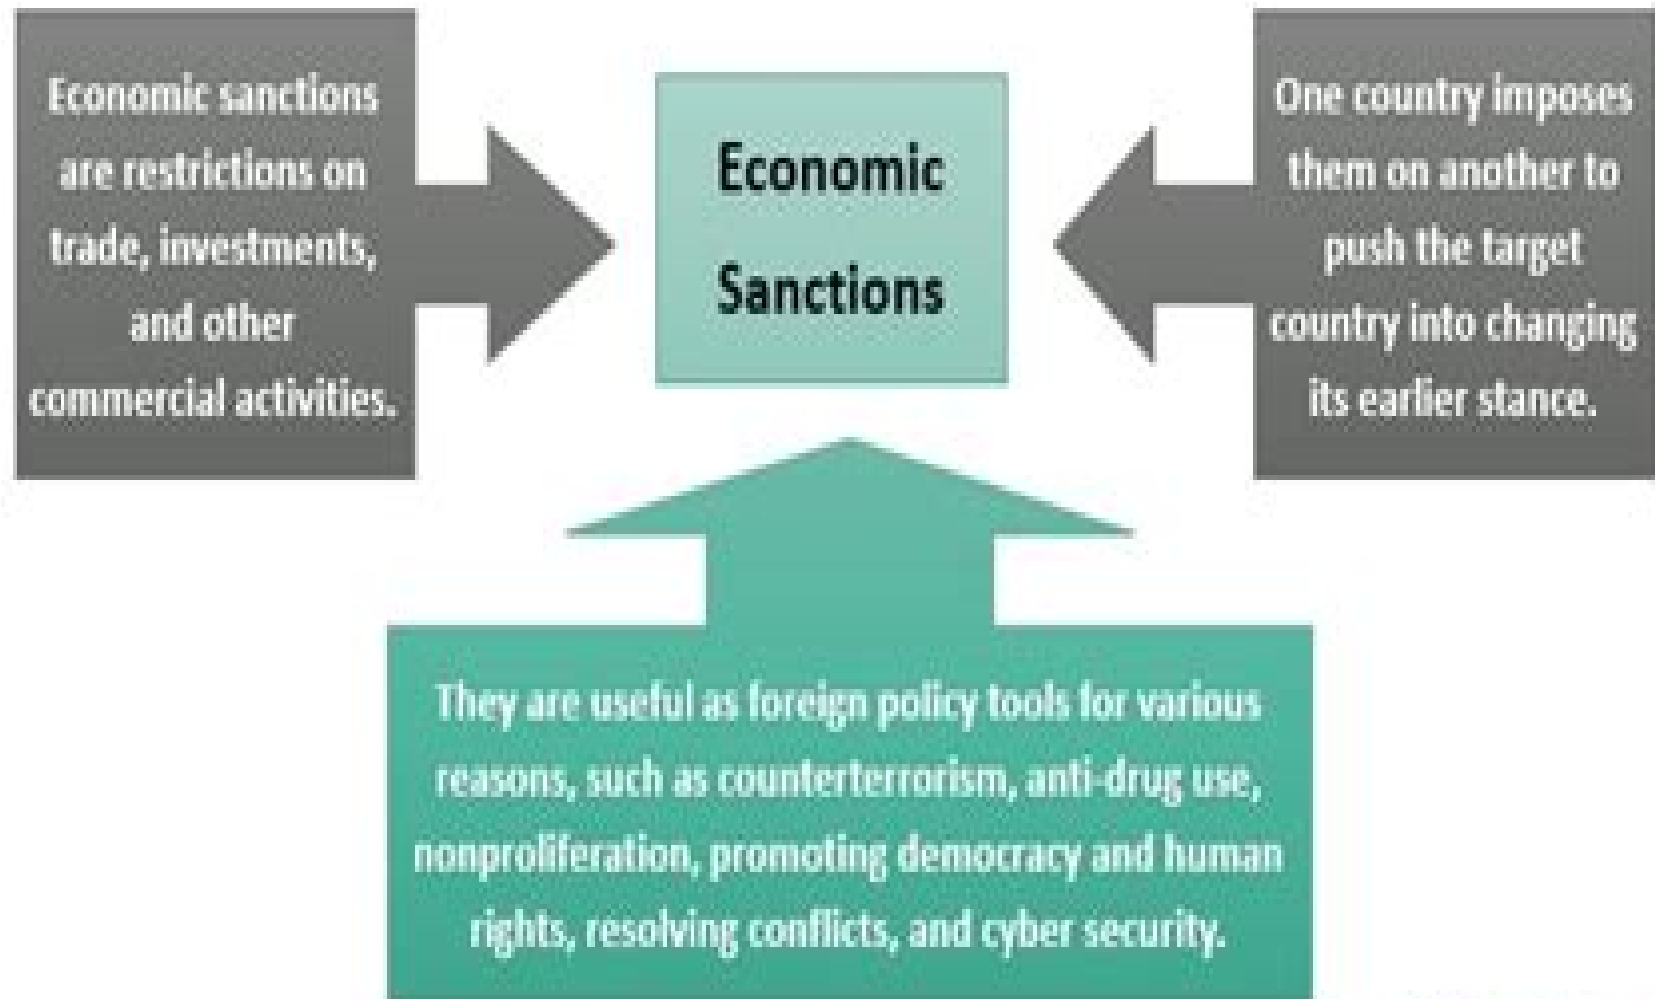 Economic sanctions
are restrictions on
trade, investments,
and other
commercial activities.
Economic
Sanctions
One country imposes
them on another to
push the target
country into changing
its earlier stance.
They are useful as foreign policy tools for various
reasons, such as counterterrorism, anti-drug use,
nonproliferation, promoting democracy and human
rights, resolving conflicts, and cyber security.